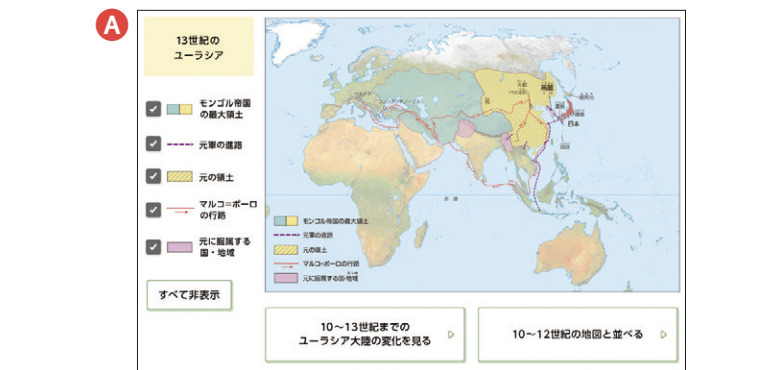 A
13世紀の
ユーラシア
モンゴル帝国
の最大領土
元軍の進路
元の領土
マルコ=ポーロ
の行路
元に服属する
国・地域
すべて非表示
高麗
日本
モンゴル帝国の最大領土
元軍の進路
元の領土
マルコ・ポーロの行路
元に服属する国・地域
10〜13世紀までの
ユーラシア大陸の変化を見る
10〜12世紀の地図と並べる